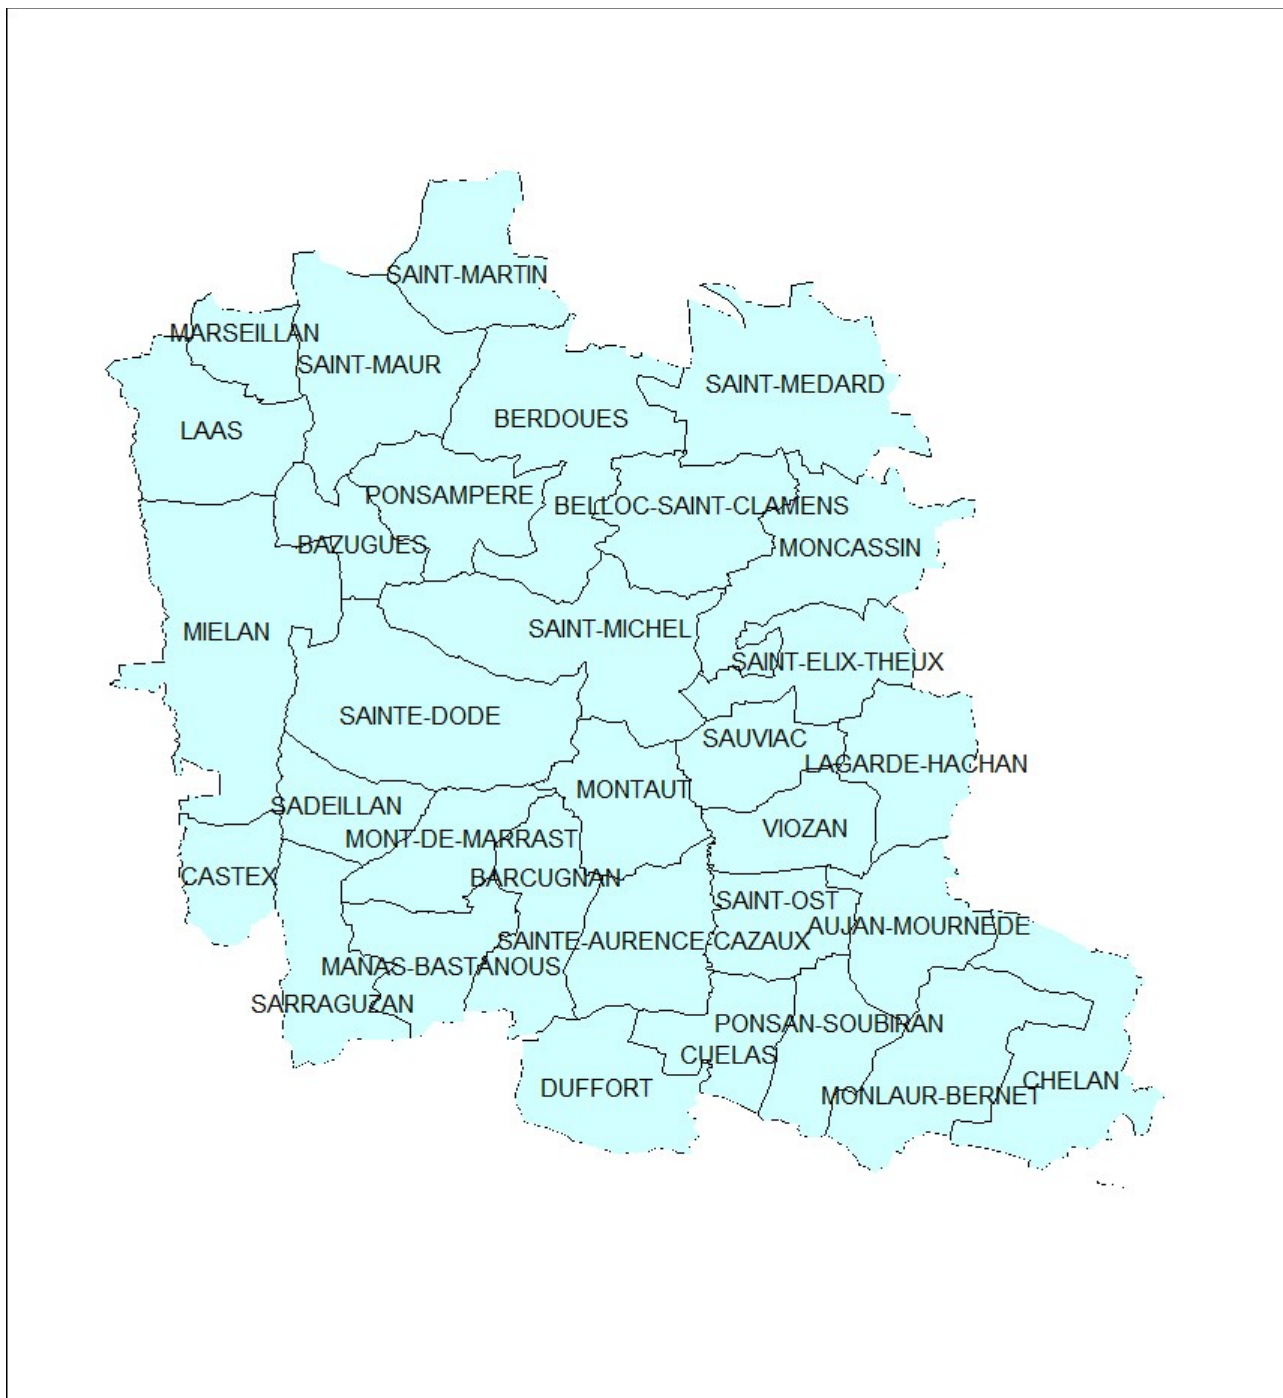 SAINT-MARTIN
MARSEILLAN
SAINT-MAUR
SAINT-MEDARD
BERDOUES
LAAS
PONSAMPERE
BELLOC-SAINT-CLAMENS
BAZUGUES
MONCASSIN
MIELAN
SAINT-MICHEL
SAINT-ELIX-THEUX
SAINTE-DODE
SAUVIAC
LAGARDE-HACHAN
MONTAUT
SADEILLAN
VIOZAN
MONT-DE-MARRAST
CASTEX
BARCUGNAN
SAINT-OST
AUJAN-MOURNEDE
SAINTE-AURENCE-CAZAUX
MANAS-BASTANOUS
SARRAGUZAN
PONSAN-SOUBIRAN
CUELAS
CHELAN
DUFFORT
MONLAUR-BERNET